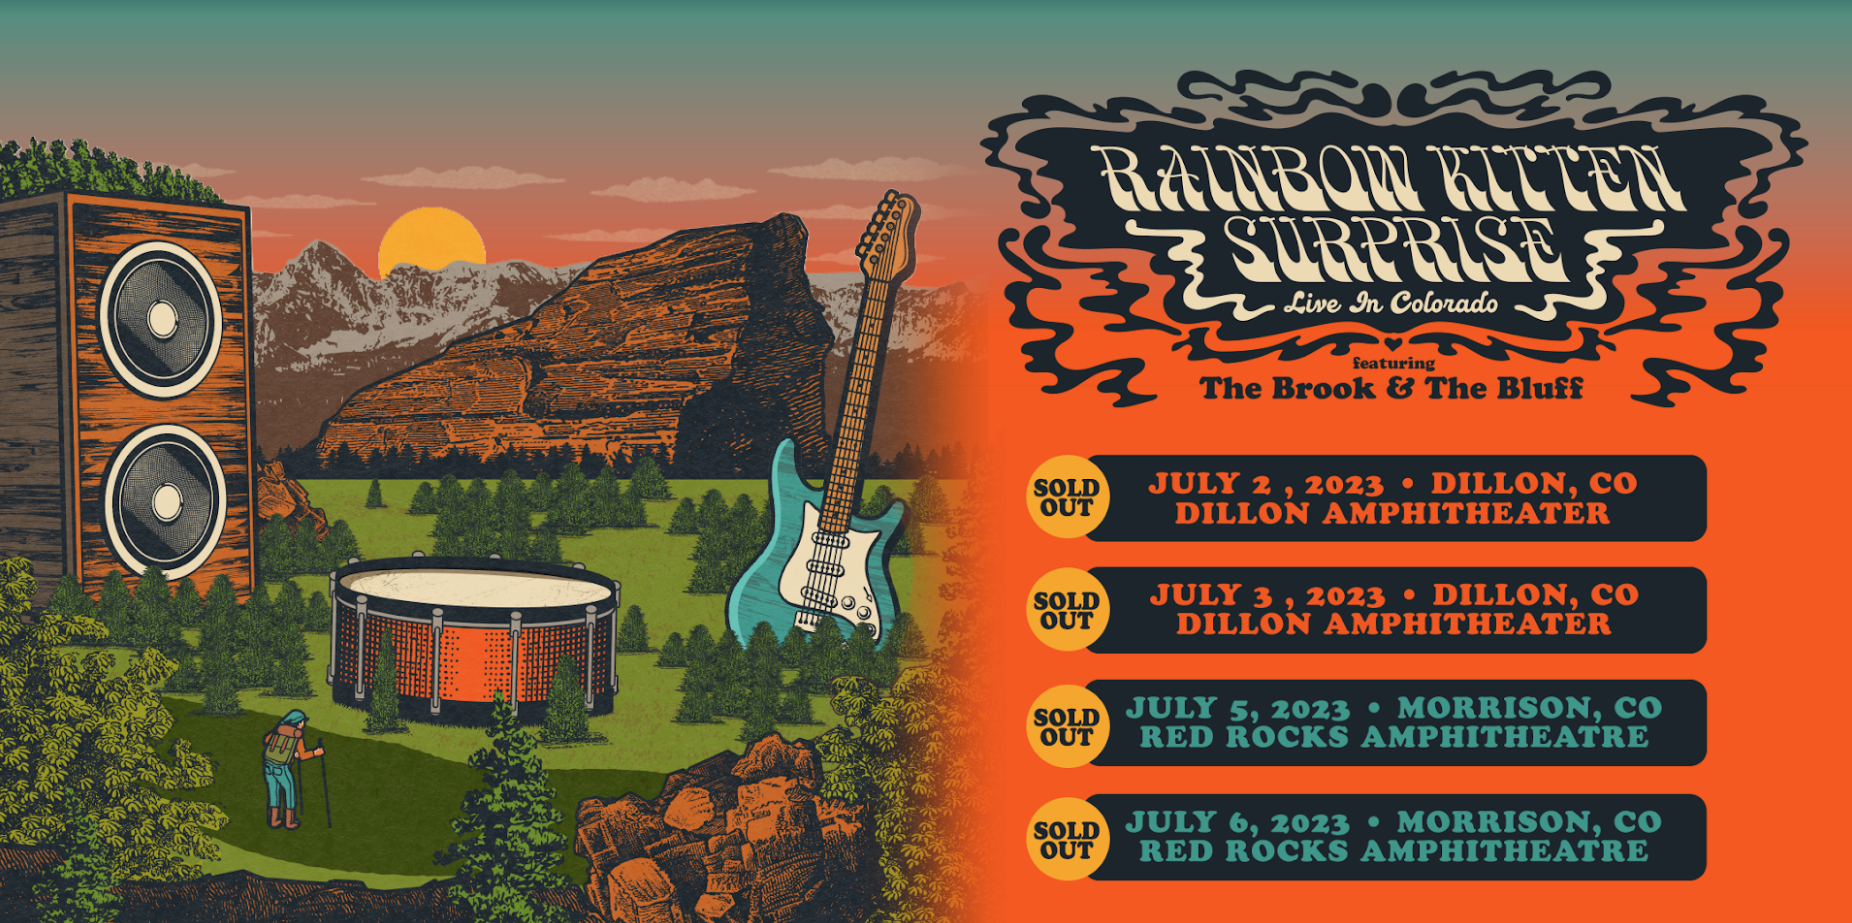 RAINBOW KITTEN
SURPRISE
Live In Colorado
featuring
The Brook & The Bluff
SOLD
OUT
JULY 2 , 2023 • DILLON, CO
DILLON AMPHITHEATER
SOLD
OUT
JULY 3 , 2023 • DILLON, CO
DILLON AMPHITHEATER
SOLD
OUT
JULY 5, 2023 • MORRISON, CO
RED ROCKS AMPHITHEATRE
SOLD
OUT
JULY 6, 2023 • MORRISON, CO
RED ROCKS AMPHITHEATRE